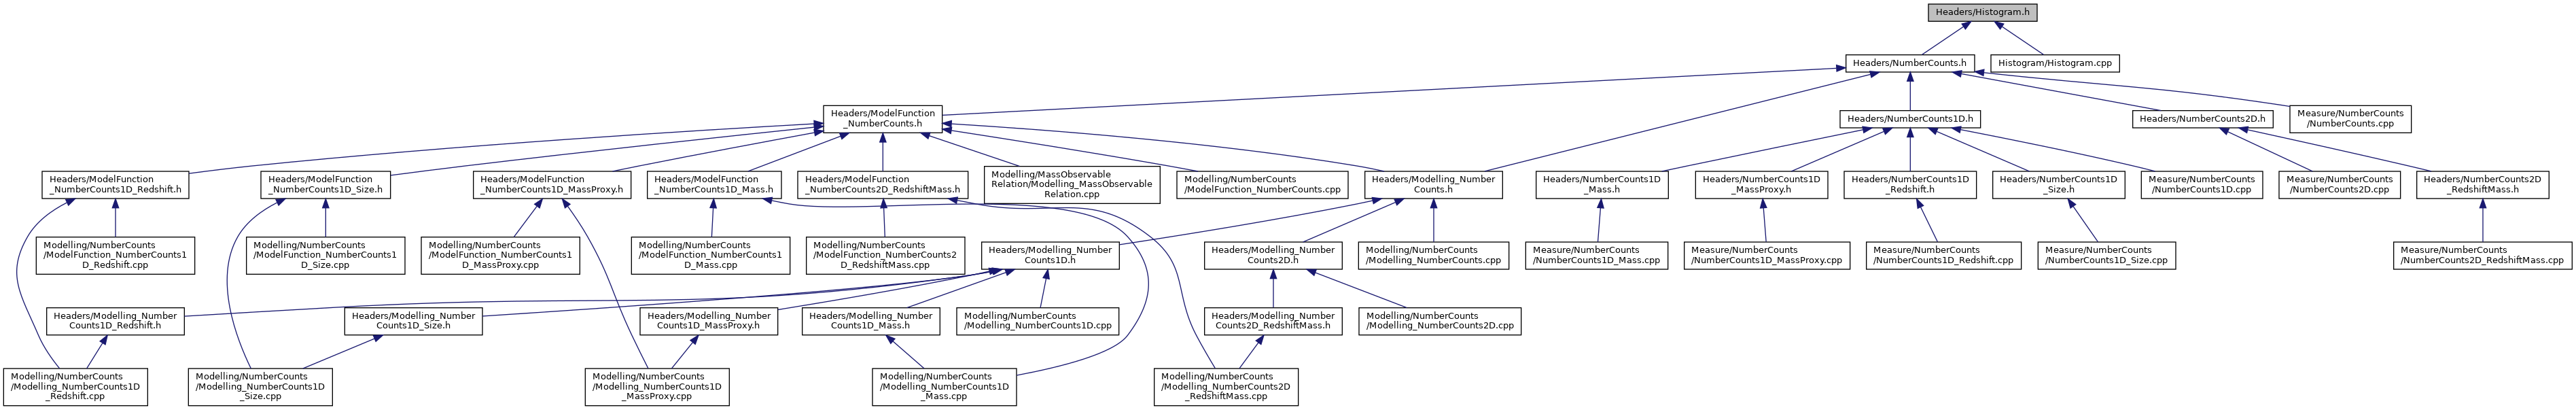 Headers/Histogram.h
Headers/NumberCounts.h
Histogram/Histogram.cpp
Headers/ModelFunction
_NumberCounts.h
Headers/NumberCounts1D.h
Headers/NumberCounts2D.h
Measure/NumberCounts
/NumberCounts.cpp
Headers/ModelFunction
_NumberCounts1D_Redshift.h
Headers/ModelFunction
_NumberCounts1D_Size.h
Headers/ModelFunction
_NumberCounts1D_MassProxy.h
Headers/ModelFunction
_NumberCounts1D_Mass.h
Headers/ModelFunction
_NumberCounts2D_RedshiftMass.h
Modelling/MassObservable
Relation/Modelling_MassObservable
Relation.cpp
Modelling/NumberCounts
/ModelFunction_NumberCounts.cpp
Headers/Modelling_Number
Counts.h
Headers/NumberCounts1D
_Mass.h
Headers/NumberCounts1D
_MassProxy.h
Headers/NumberCounts1D
_Redshift.h
Headers/NumberCounts1D
_Size.h
Measure/NumberCounts
/NumberCounts1D.cpp
Measure/NumberCounts
/NumberCounts2D.cpp
Headers/NumberCounts2D
_RedshiftMass.h
Modelling/NumberCounts
/ModelFunction_NumberCounts1
D_Redshift.cpp
Modelling/NumberCounts
/ModelFunction_NumberCounts1
D_Size.cpp
Modelling/NumberCounts
/ModelFunction_NumberCounts1
D_MassProxy.cpp
Modelling/NumberCounts
/ModelFunction_NumberCounts1
D_Mass.cpp
Modelling/NumberCounts
/ModelFunction_NumberCounts2
D_RedshiftMass.cpp
Headers/Modelling_Number
Counts1D.h
Headers/Modelling_Number
Counts2D.h
Modelling/NumberCounts
/Modelling_NumberCounts.cpp
Measure/NumberCounts
/NumberCounts1D_Mass.cpp
Measure/NumberCounts
/NumberCounts1D_MassProxy.cpp
Measure/NumberCounts
/NumberCounts1D_Redshift.cpp
Measure/NumberCounts
/NumberCounts1D_Size.cpp
Measure/NumberCounts
/NumberCounts2D_RedshiftMass.cpp
Headers/Modelling_Number
Counts1D_Redshift.h
Headers/Modelling_Number
Counts1D_Size.h
Headers/Modelling_Number
Counts1D_MassProxy.h
Headers/Modelling_Number
Counts1D_Mass.h
Modelling/NumberCounts
/Modelling_NumberCounts1D.cpp
Headers/Modelling_Number
Counts2D_RedshiftMass.h
Modelling/NumberCounts
/Modelling_NumberCounts2D.cpp
Modelling/NumberCounts
/Modelling_NumberCounts1D
_Redshift.cpp
Modelling/NumberCounts
/Modelling_NumberCounts1D
_Size.cpp
Modelling/NumberCounts
/Modelling_NumberCounts1D
_MassProxy.cpp
Modelling/NumberCounts
/Modelling_NumberCounts1D
_Mass.cpp
Modelling/NumberCounts
/Modelling_NumberCounts2D
_RedshiftMass.cpp